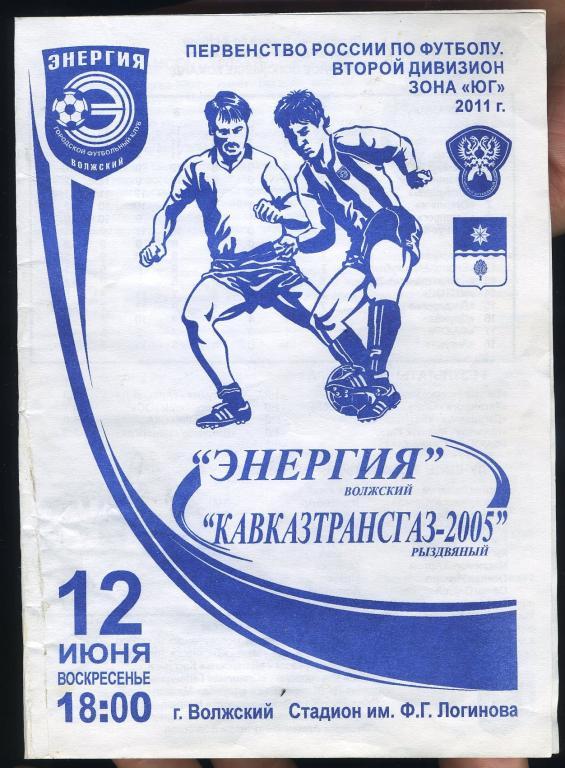 ЭНЕРГИЯ
ГОРОДСКОЙ ФУТБОЛЬНЫЙ КЛУБ
ВОЛЖСКИЙ
ПЕРВЕНСТВО РОССИИ ПО ФУТБОЛУ.
ВТОРОЙ ДИВИЗИОН
ЗОНА «ЮГ»
2011 г.
"ЭНЕРГИЯ"
ВОЛЖСКИЙ
"КАВКАЗТРАНСГАЗ-2005"
РЫЗДВЯНЫЙ
12
ИЮНЯ
ВОСКРЕСЕНЬЕ
18:00
г. Волжский Стадион им. Ф.Г. Логинова